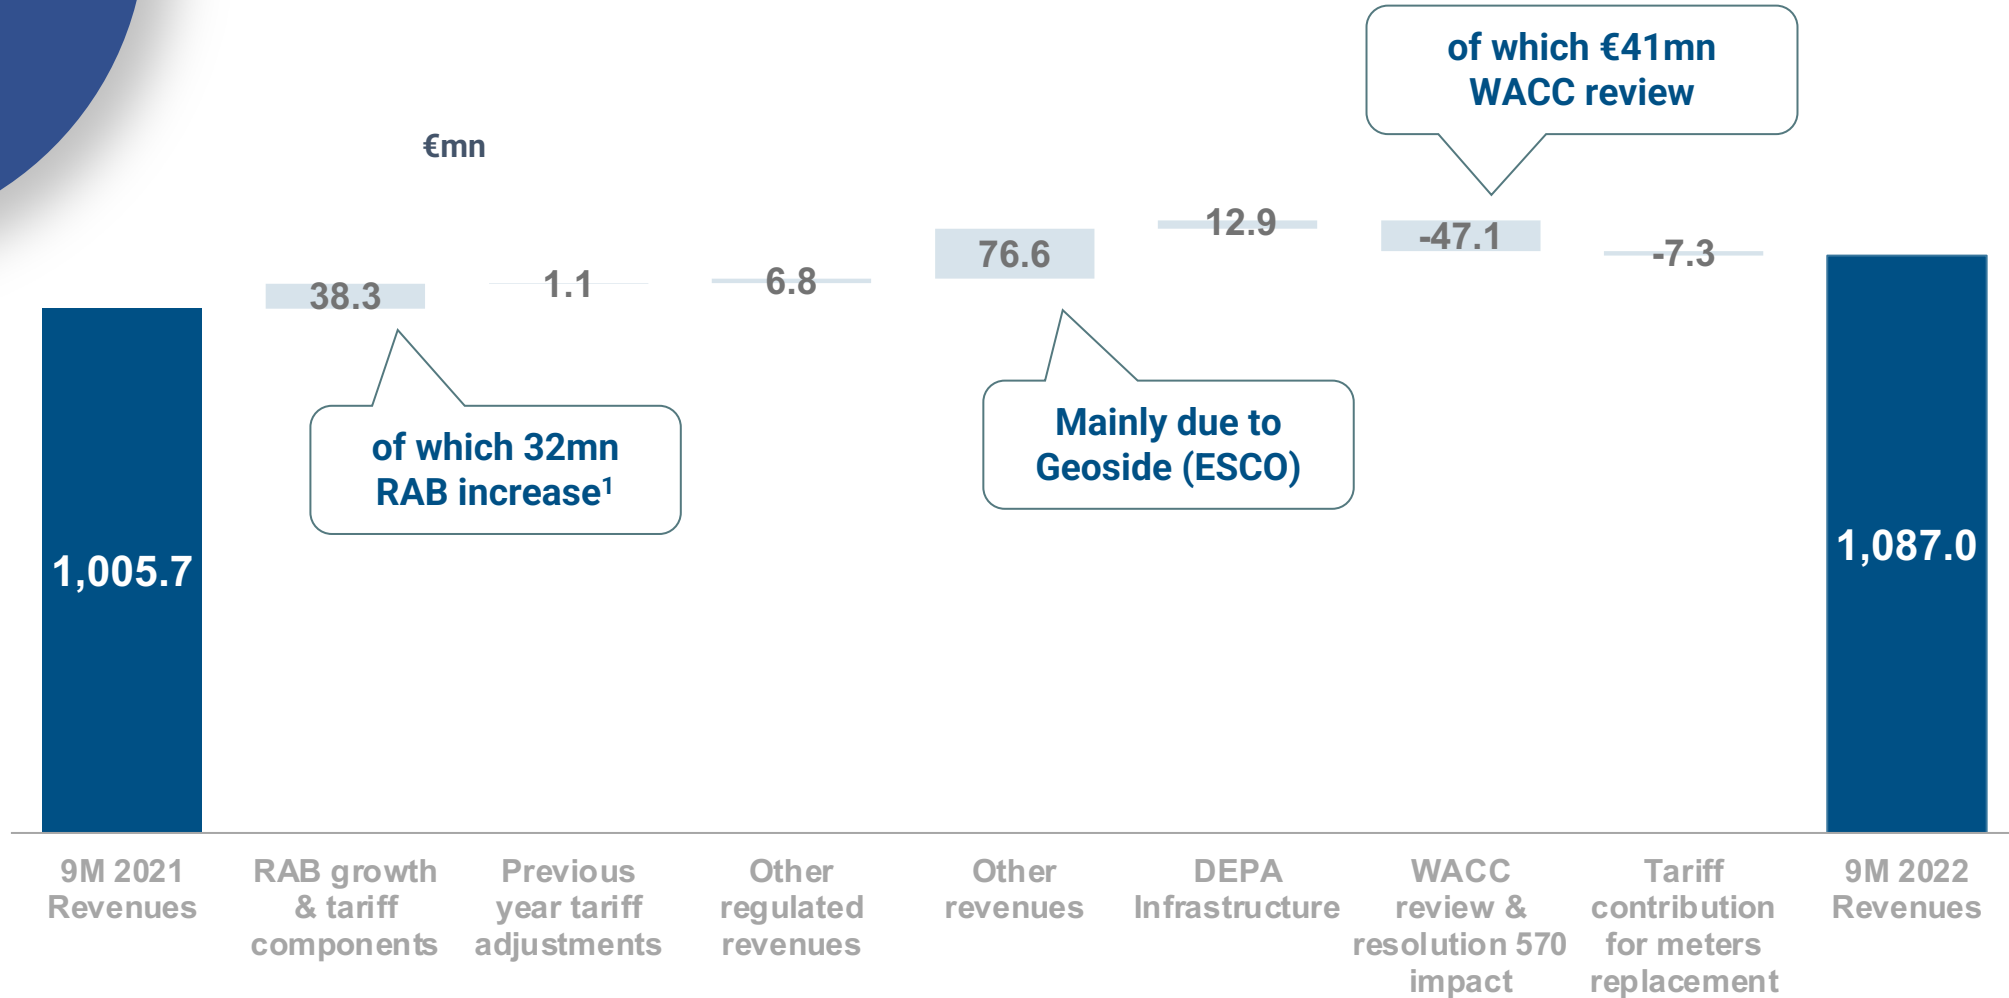 of which €41mn
WACC review
€mn
12.9
-47.1
76.6
-7.3
38.3
1.1
6.8
of which 32mn
RAB increase¹
Mainly due to
Geoside (ESCO)
1,005.7
1,087.0
9M 2021
Revenues
RAB growth
& tariff
components
Previous
year tariff
adjustments
Other
regulated
revenues
Other
revenues
DEPA
Infrastructure
WACC
review &
resolution 570
impact
Tariff
contribution
for meters
replacement
9M 2022
Revenues